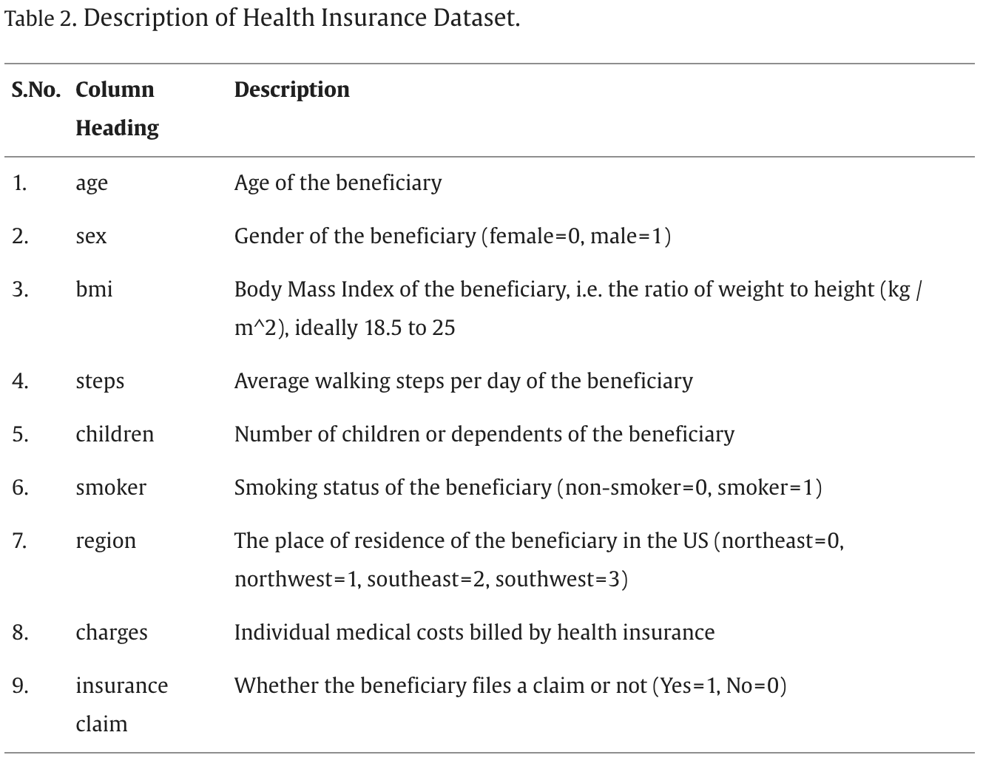 Table 2. Description of Health Insurance Dataset.
S.No. Column Description
Heading
1. age Age of the beneficiary
2. sex Gender of the beneficiary (female=0, male=1)
3. bmi Body Mass Index of the beneficiary, i.e. the ratio of weight to height (kg /
m^2), ideally 18.5 to 25
4. steps Average walking steps per day of the beneficiary
5. children Number of children or dependents of the beneficiary
6. smoker Smoking status of the beneficiary (non-smoker=0, smoker=1)
7. region The place of residence of the beneficiary in the US (northeast=0,
northwest=1, southeast=2, southwest=3)
8. charges Individual medical costs billed by health insurance
9. insurance Whether the beneficiary files a claim or not (Yes=1, No=0)
claim